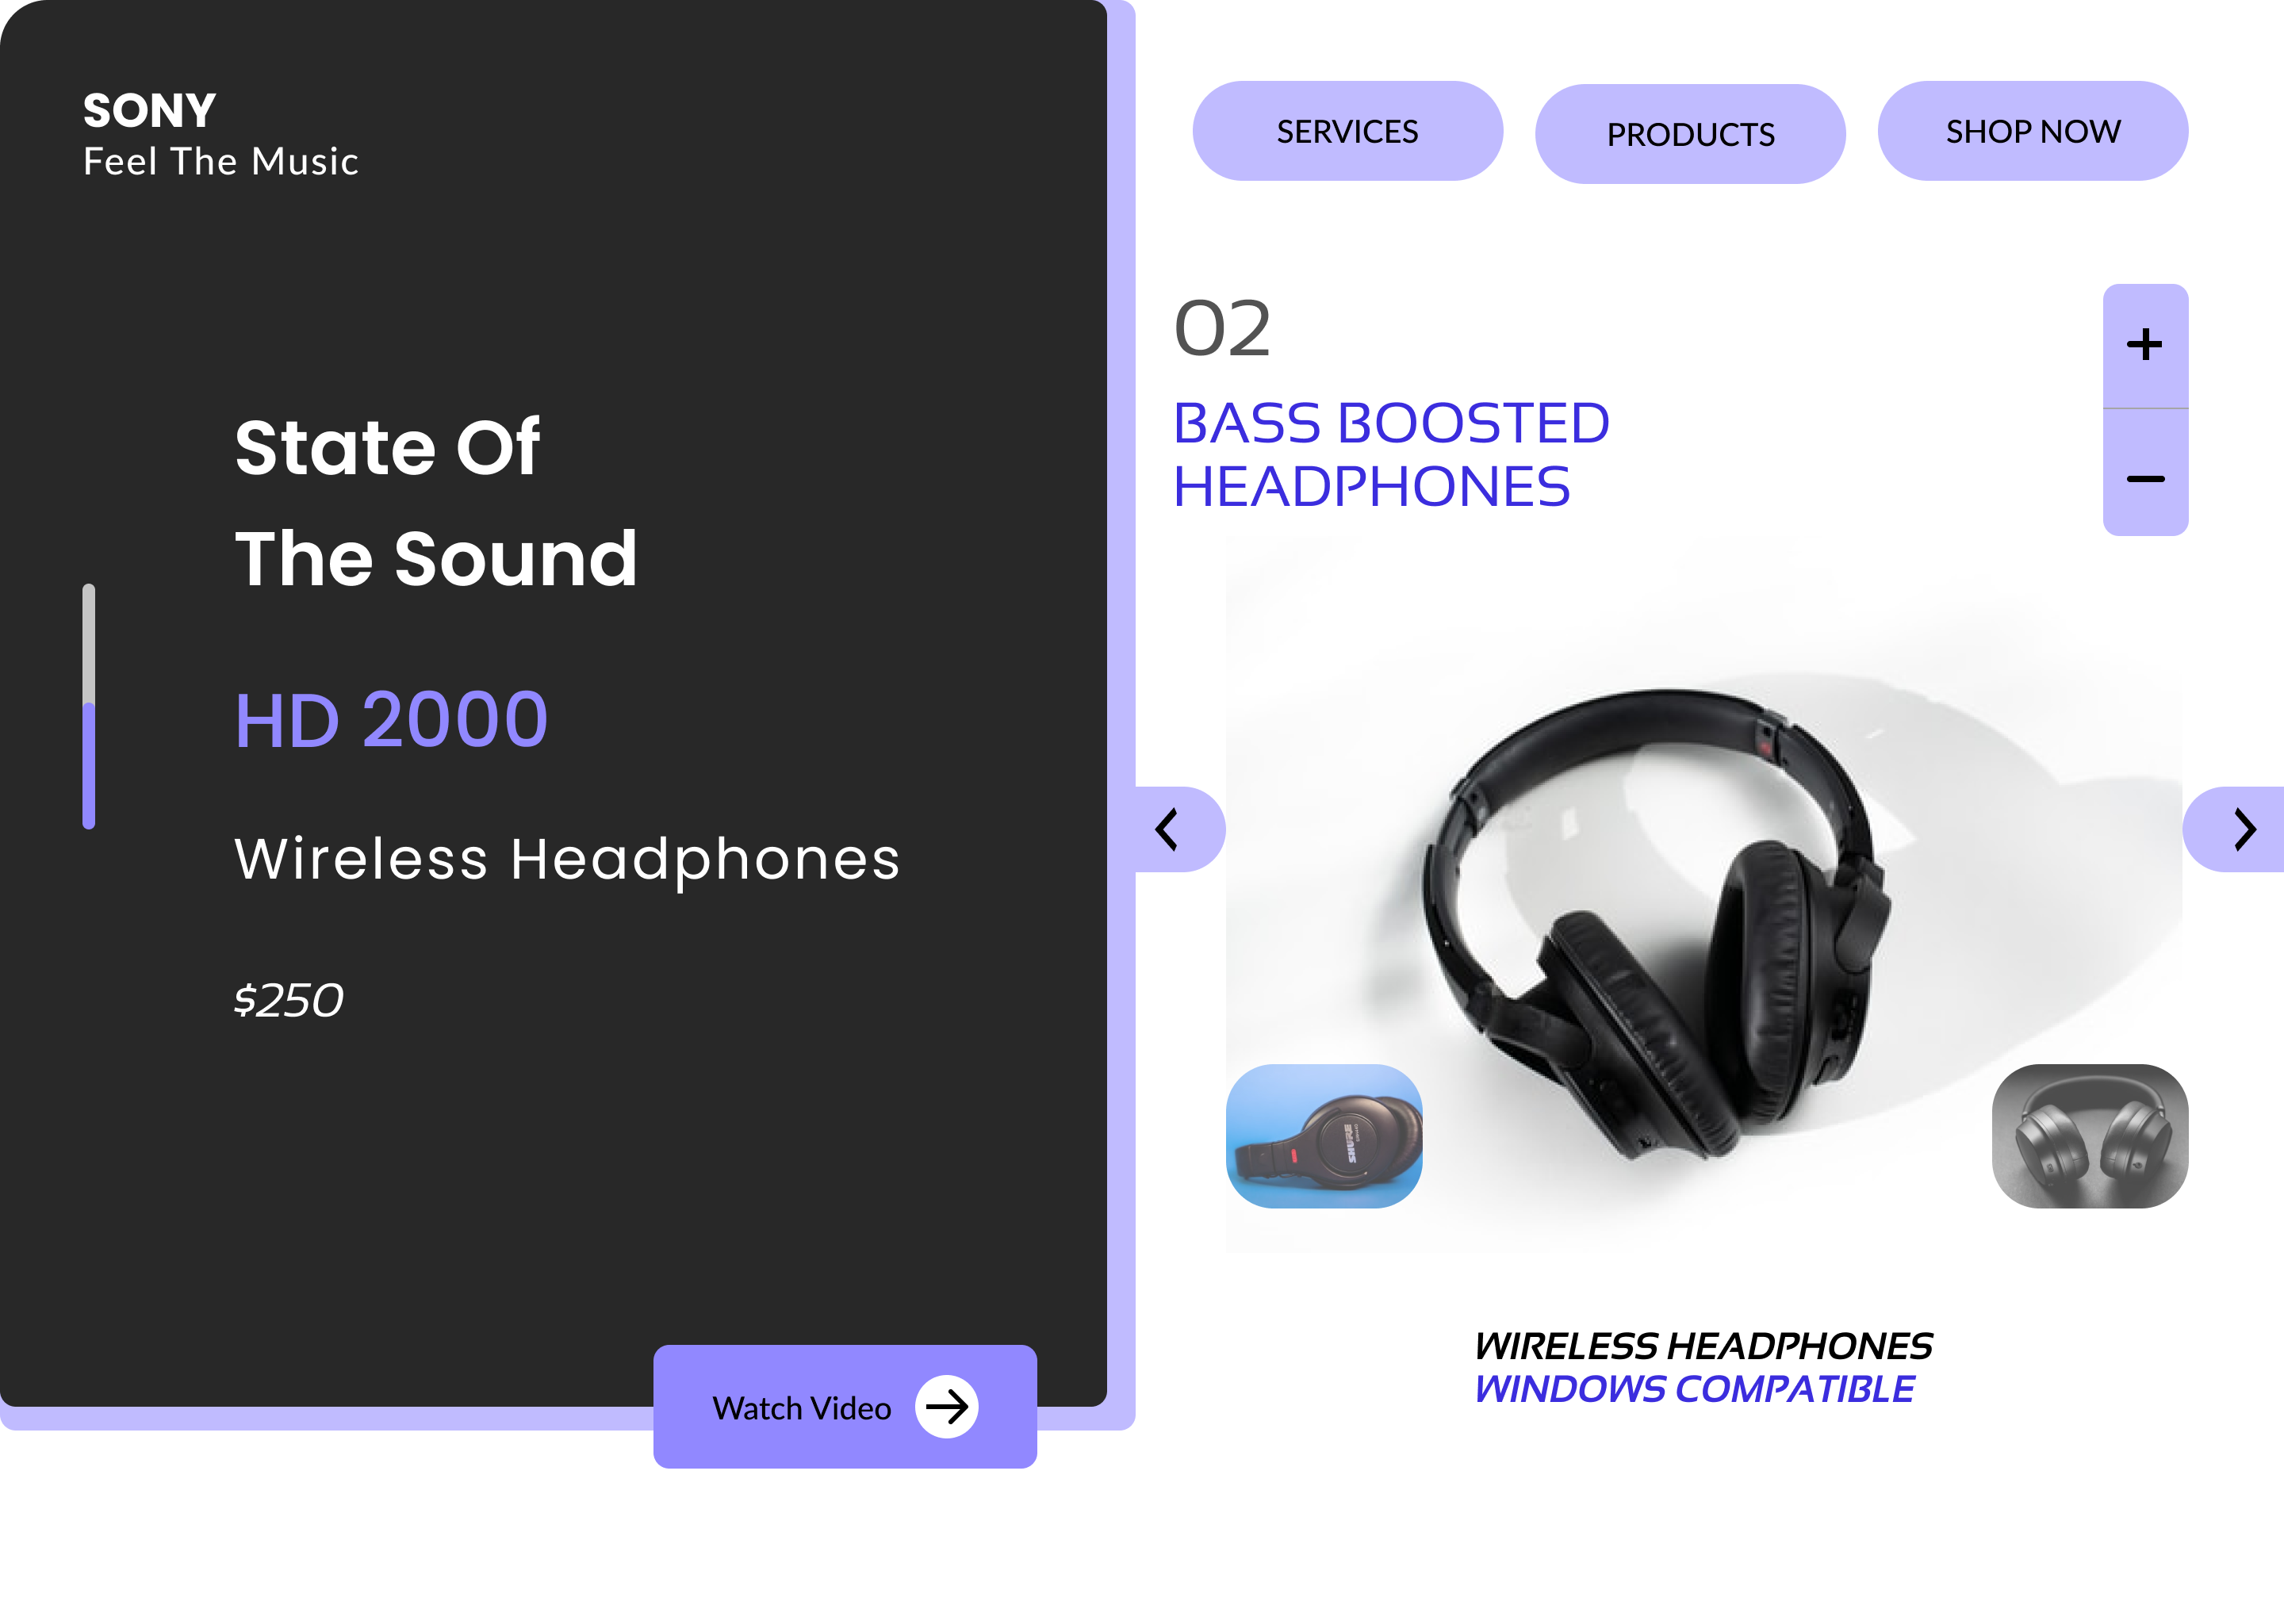 SONY
Feel The Music
State Of
The Sound
HD 2000
Wireless Headphones
$250
Watch Video
SERVICES
PRODUCTS
SHOP NOW
02
BASS BOOSTED
HEADPHONES
+
−
SHURE
WIRELESS HEADPHONES
WINDOWS COMPATIBLE